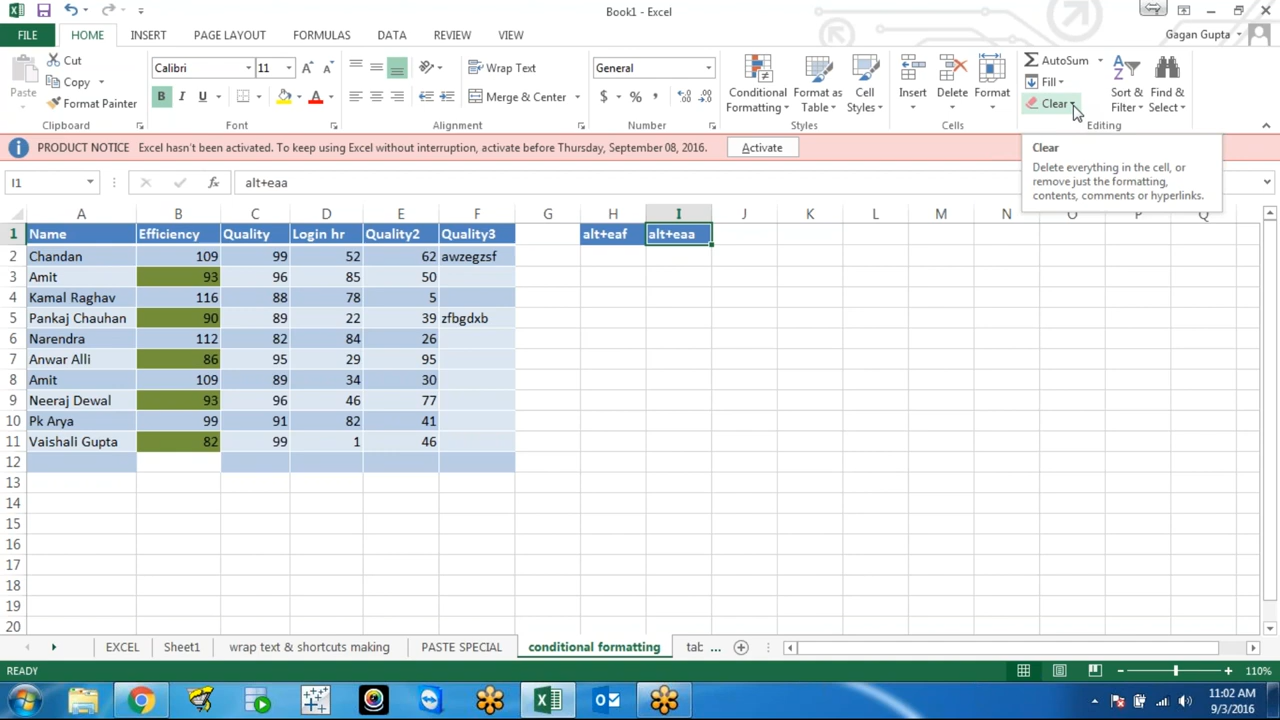 Book1 - Excel
FILE HOME INSERT PAGE LAYOUT FORMULAS DATA REVIEW VIEW Gagan Gupta
Paste Cut
Copy
Format Painter
Clipboard
Calibri 11
B I U
Font
Wrap Text
Merge & Center
Alignment
General
$ % ,
Number
Conditional Formatting
Format as Table
Cell Styles
Styles
Insert Delete Format
Cells
AutoSum
Fill
Clear
Sort & Filter
Find & Select
Editing
PRODUCT NOTICE Excel hasn't been activated. To keep using Excel without interruption, activate before Thursday, September 08, 2016. Activate
Clear
Delete everything in the cell, or
remove just the formatting,
contents, comments or hyperlinks.
I1 fx alt+eaa
A B C D E F G H I J K L M N O P Q
1 Name Efficiency Quality Login hr Quality2 Quality3 alt+eaf alt+eaa
2 Chandan 109 99 52 62 awzegzsf
3 Amit 93 96 85 50
4 Kamal Raghav 116 88 78 5
5 Pankaj Chauhan 90 89 22 39 zfbgdxb
6 Narendra 112 82 84 26
7 Anwar Alli 86 95 29 95
8 Amit 109 89 34 30
9 Neeraj Dewal 93 96 46 77
10 Pk Arya 99 91 82 41
11 Vaishali Gupta 82 99 1 46
12
13
14
15
16
17
18
19
20
EXCEL Sheet1 wrap text & shortcuts making PASTE SPECIAL conditional formatting tab ...
READY 110%
11:02 AM
9/3/2016